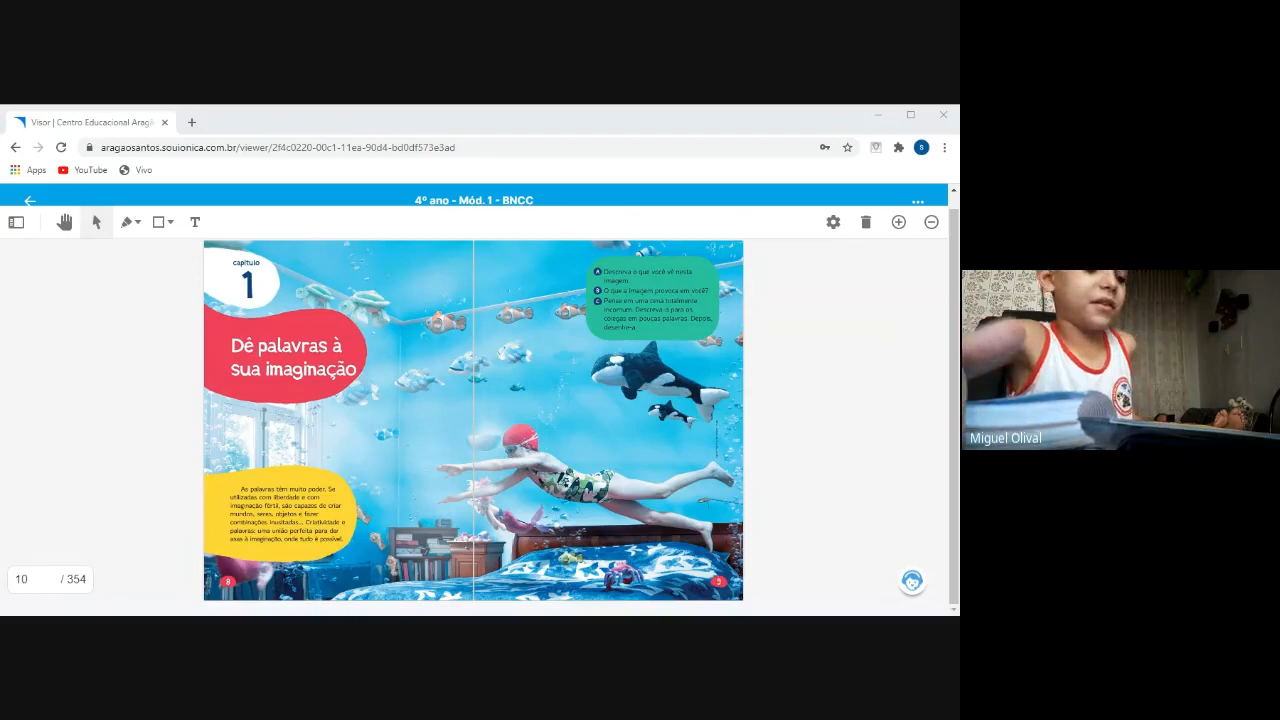 Visor | Centro Educacional Arag
aragaosantos.souionica.com.br/viewer/2f4c0220-00c1-11ea-90d4-bd0df573e3ad
S
Apps YouTube Vivo
4º ano - Mód. 1 - BNCC
T
capítulo
1
Dê palavras à
sua imaginação
A Descreva o que você vê nesta
imagem.
B O que a imagem provoca em você?
C Pense em uma cena totalmente
incomum. Descreva-a para os
colegas em poucas palavras. Depois,
desenhe-a.
As palavras têm muito poder. Se
utilizadas com liberdade e com
imaginação fértil, são capazes de criar
mundos, seres, objetos e fazer
combinações inusitadas... Criatividade e
palavras: uma união perfeita para dar
asas à imaginação, onde tudo é possível.
8
9
10 / 354
Miguel Olival